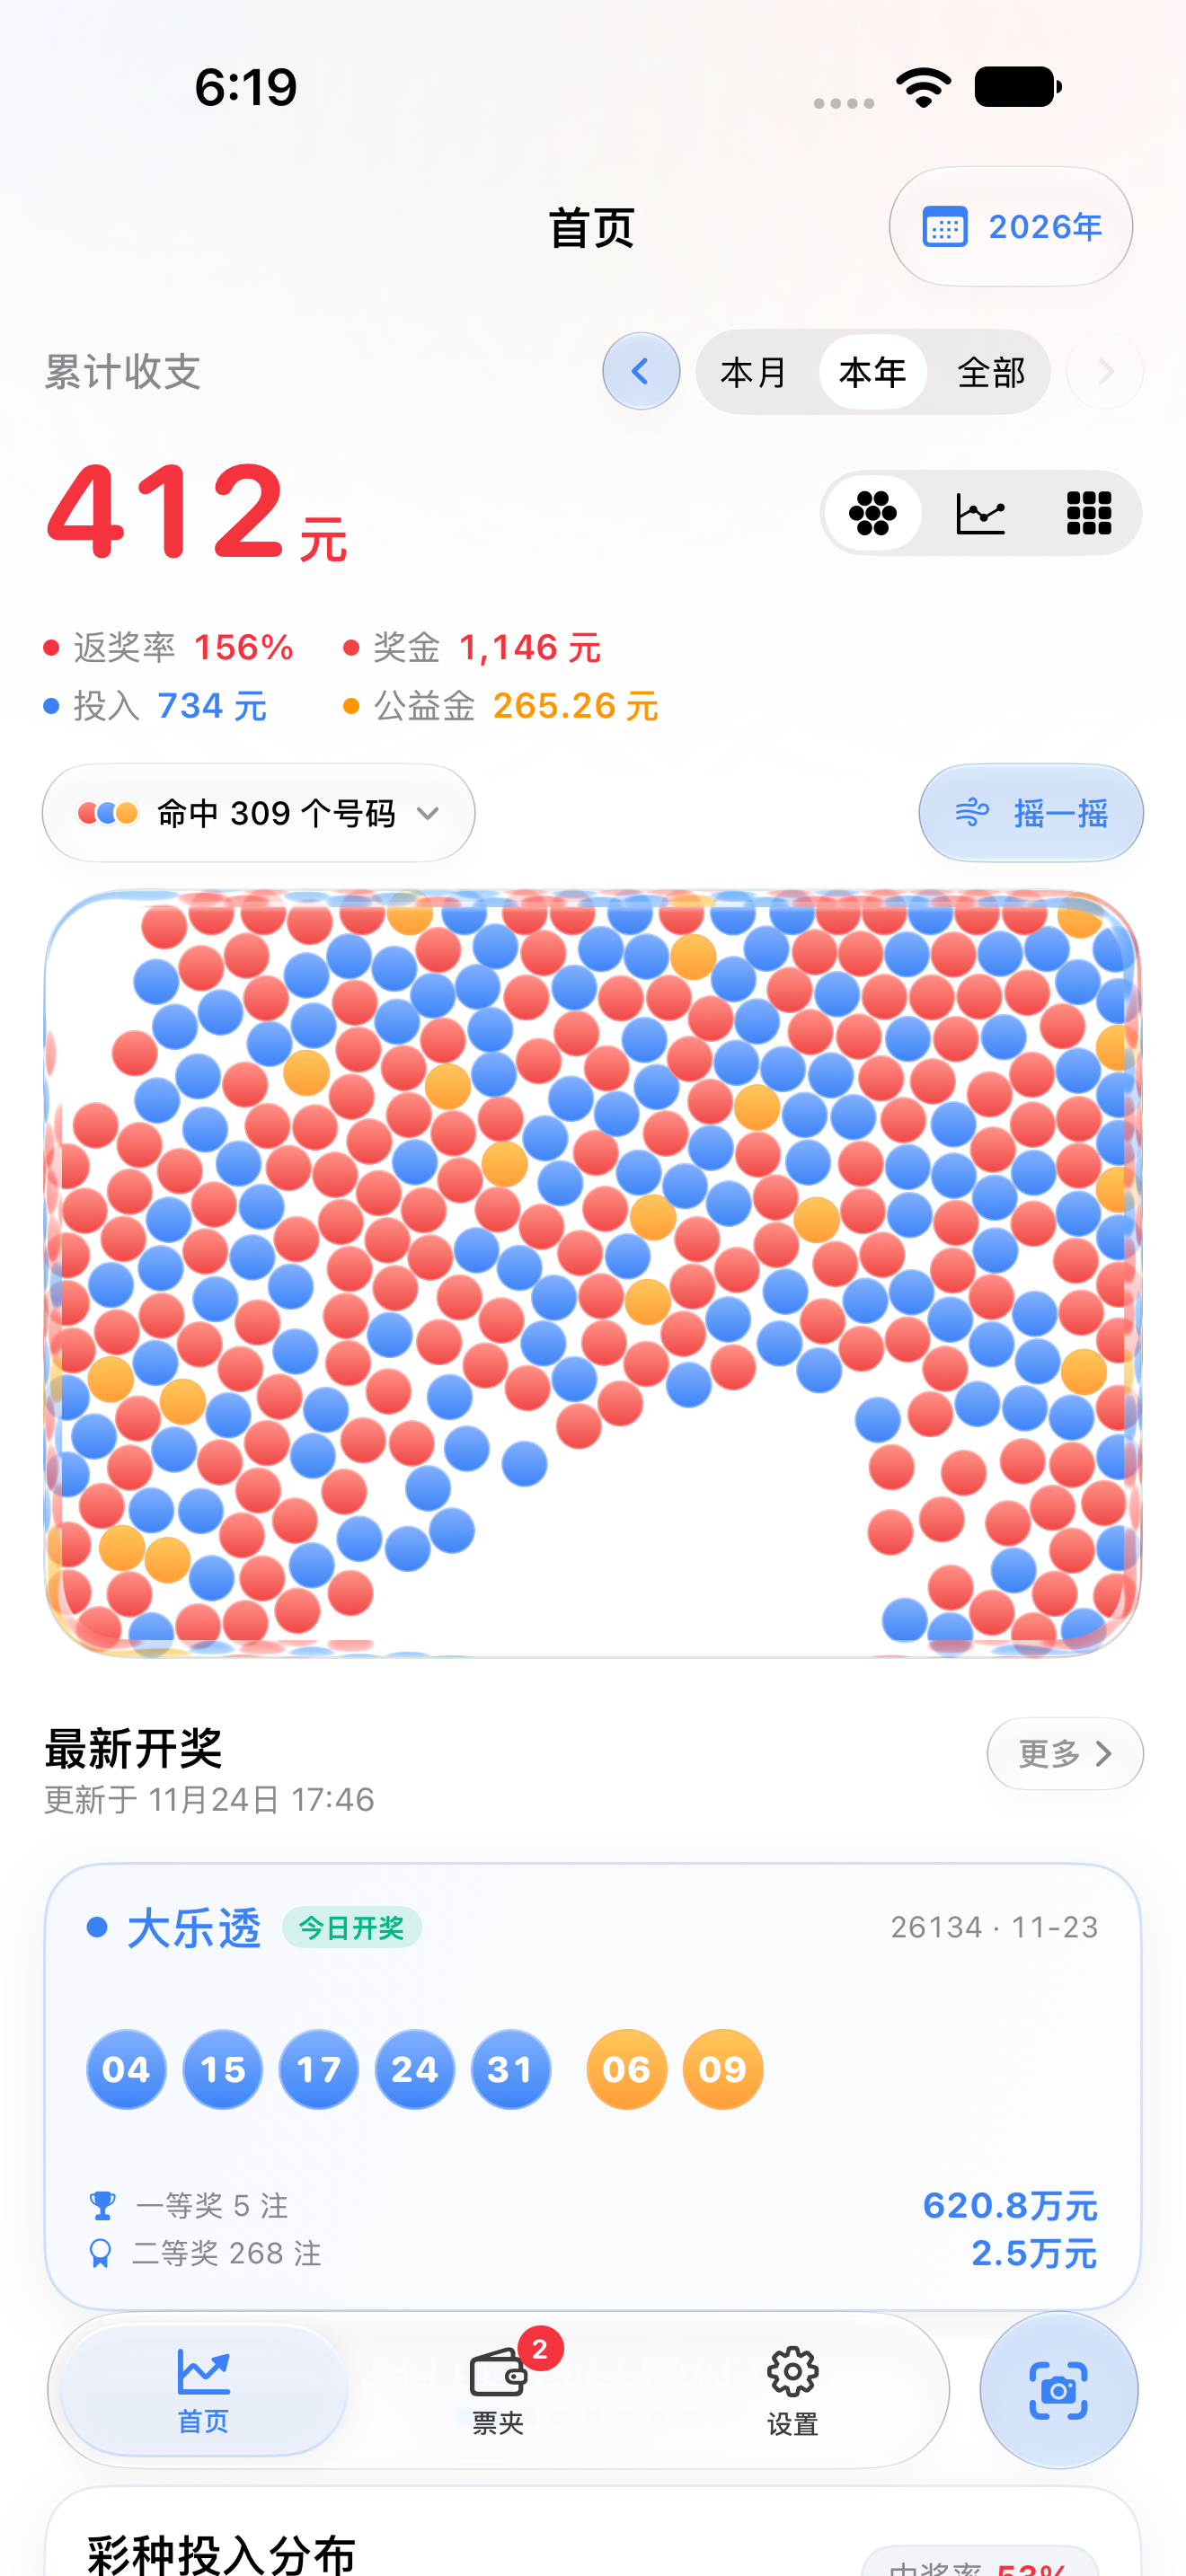 6:19
首页
2026年
累计收支
本月 本年 全部
412元
返奖率 156% 奖金 1,146 元
投入 734 元 公益金 265.26 元
命中 309 个号码
摇一摇
最新开奖
更多
更新于 11月24日 17:46
大乐透 今日开奖 26134 · 11-23
04 15 17 24 31 06 09
一等奖 5 注 620.8万元
二等奖 268 注 2.5万元
2
首页 票夹 设置
彩种投入分布
中奖率 53%